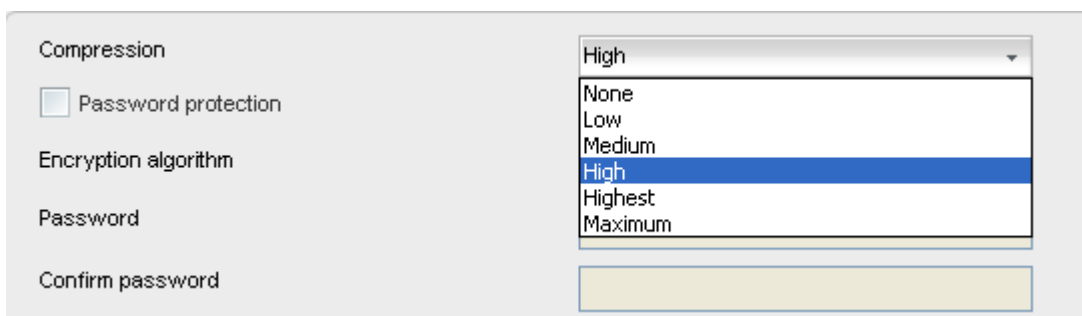 Compression
High
None
Low
Medium
High
Highest
Maximum
Password protection
Encryption algorithm
Password
Confirm password